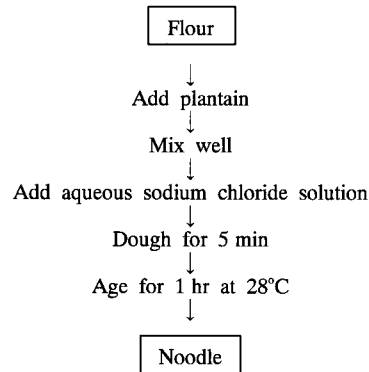 Flour
Add plantain
Mix well
Add aqueous sodium chloride solution
Dough for 5 min
Age for 1 hr at 28°C
Noodle